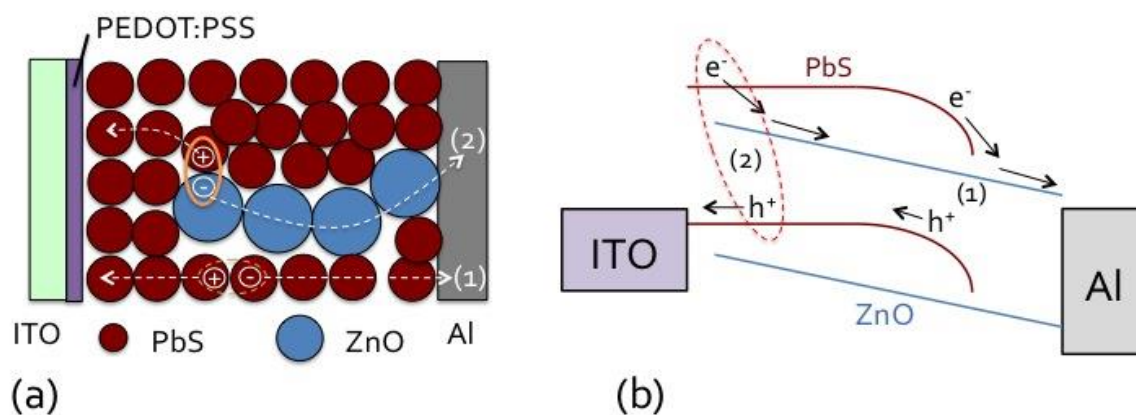 PEDOT:PSS
+
-
(2)
+
-
(1)
ITO
PbS
ZnO
Al
(a)
e-
PbS
e-
(2)
(1)
h+
h+
ITO
Al
ZnO
(b)